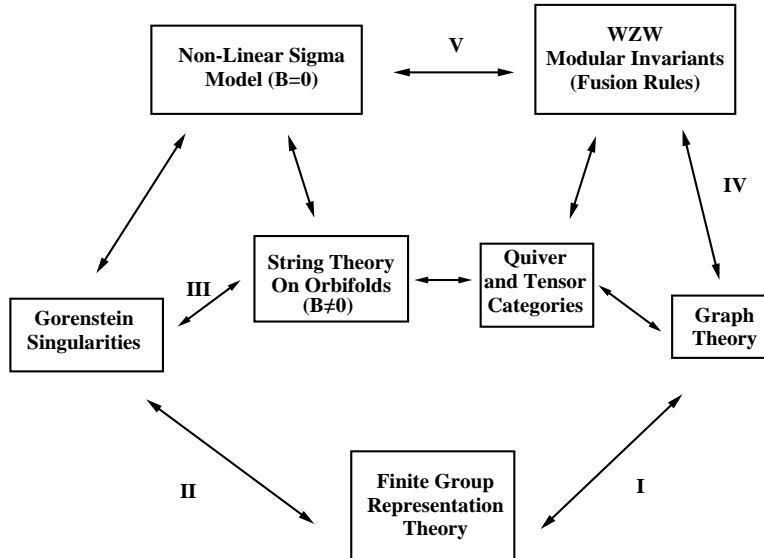 Non-Linear Sigma
Model (B=0)
V
WZW
Modular Invariants
(Fusion Rules)
IV
String Theory
On Orbifolds
(B≠0)
Quiver
and Tensor
Categories
III
Gorenstein
Singularities
Graph
Theory
II
Finite Group
Representation
Theory
I